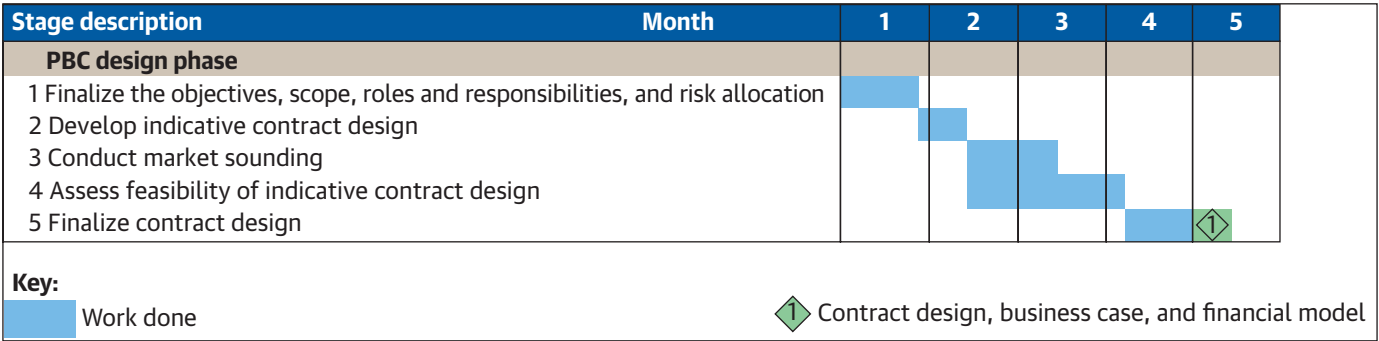 Stage description Month 1 2 3 4 5
PBC design phase
1 Finalize the objectives, scope, roles and responsibilities, and risk allocation
2 Develop indicative contract design
3 Conduct market sounding
4 Assess feasibility of indicative contract design
5 Finalize contract design 1
Key:
Work done 1 Contract design, business case, and financial model